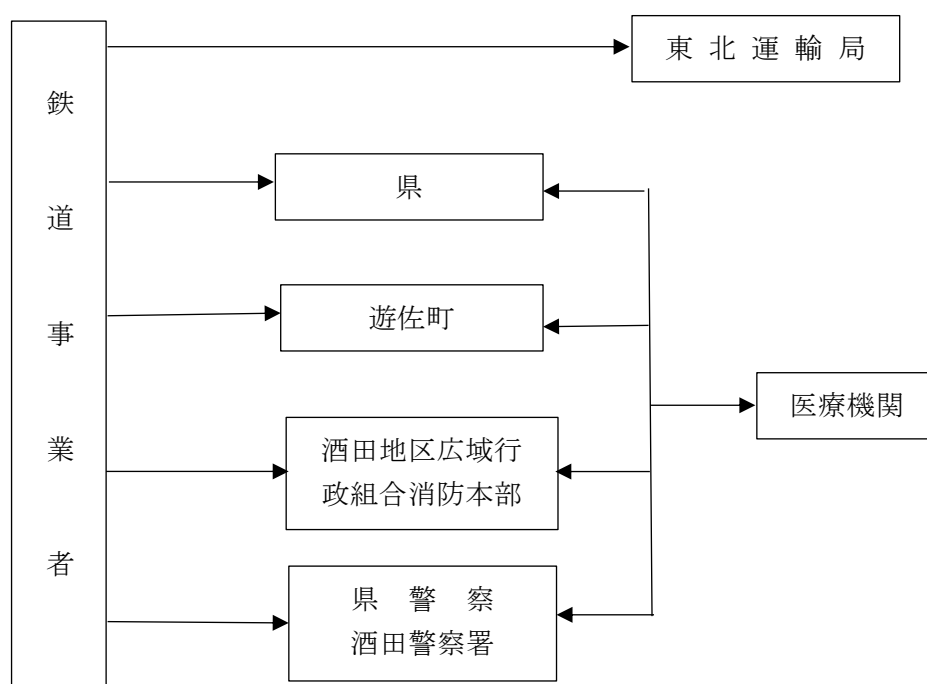 鉄道事業者
東北運輸局
県
遊佐町
医療機関
酒田地区広域行
政組合消防本部
県警察
酒田警察署